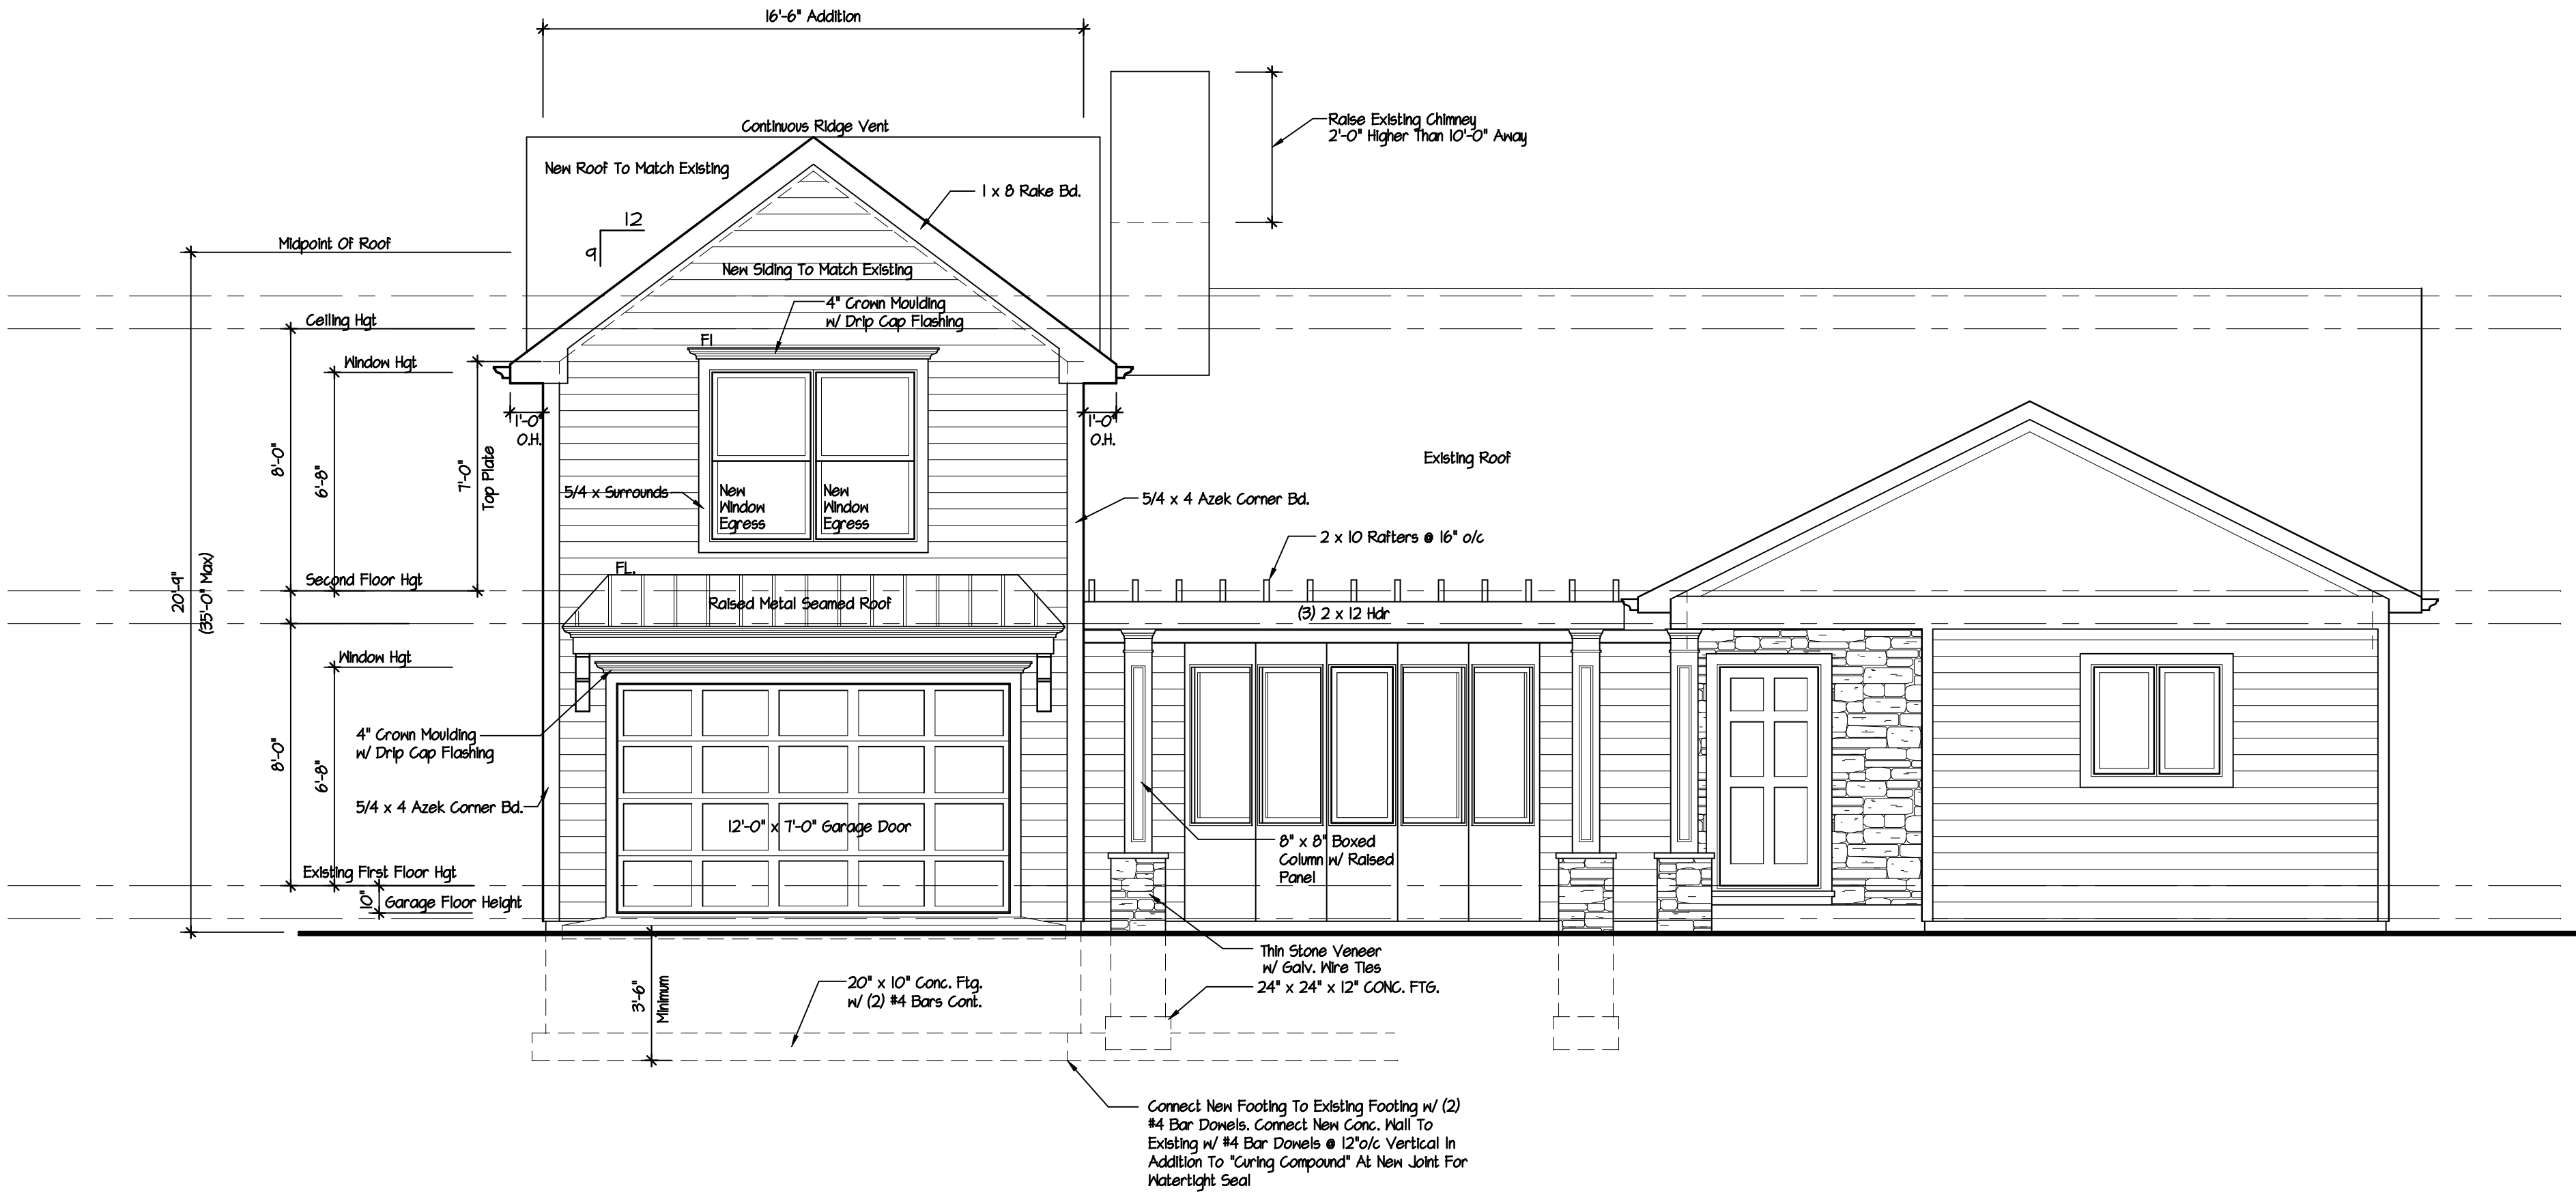 16'-6" Addition
Continuous Ridge Vent
Raise Existing Chimney
2'-0" Higher Than 10'-0" Away
New Roof To Match Existing
1 x 8 Rake Bd.
12
9
Midpoint Of Roof
New Siding To Match Existing
4" Crown Moulding
w/ Drip Cap Flashing
Ceiling Hgt
Fl
Window Hgt
1'-0"
O.H.
1'-0"
O.H.
8'-0"
6'-8"
7'-0"
Top Plate
Existing Roof
5/4 x Surrounds
New
Window
Egress
New
Window
Egress
5/4 x 4 Azek Corner Bd.
2 x 10 Rafters @ 16" o/c
20'-9"
(35'-0" Max)
Second Floor Hgt
FL.
Raised Metal Seamed Roof
(3) 2 x 12 Hdr
Window Hgt
4" Crown Moulding
w/ Drip Cap Flashing
8'-0"
6'-8"
5/4 x 4 Azek Corner Bd.
12'-0" x 7'-0" Garage Door
8" x 8" Boxed
Column w/ Raised
Panel
Existing First Floor Hgt
10"
Garage Floor Height
Thin Stone Veneer
w/ Galv. Wire Ties
24" x 24" x 12" CONC. FTG.
3'-6"
Minimum
20" x 10" Conc. Ftg.
w/ (2) #4 Bars Cont.
Connect New Footing To Existing Footing w/ (2)
#4 Bar Dowels. Connect New Conc. Wall To
Existing w/ #4 Bar Dowels @ 12"o/c Vertical In
Addition To "Curing Compound" At New Joint For
Watertight Seal